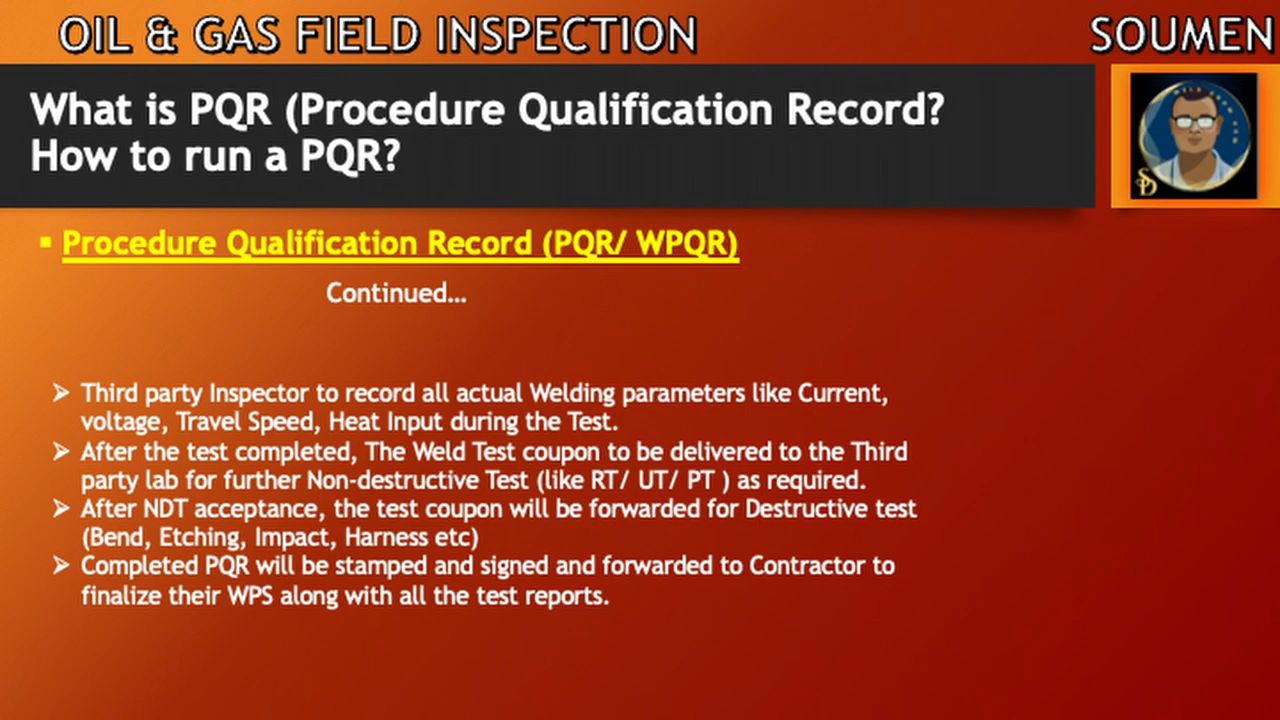 OIL & GAS FIELD INSPECTION
SOUMEN
What is PQR (Procedure Qualification Record?
How to run a PQR?
▪ Procedure Qualification Record (PQR/ WPQR)
Continued…
➢ Third party Inspector to record all actual Welding parameters like Current,
voltage, Travel Speed, Heat Input during the Test.
➢ After the test completed, The Weld Test coupon to be delivered to the Third
party lab for further Non-destructive Test (like RT/ UT/ PT ) as required.
➢ After NDT acceptance, the test coupon will be forwarded for Destructive test
(Bend, Etching, Impact, Harness etc)
➢ Completed PQR will be stamped and signed and forwarded to Contractor to
finalize their WPS along with all the test reports.